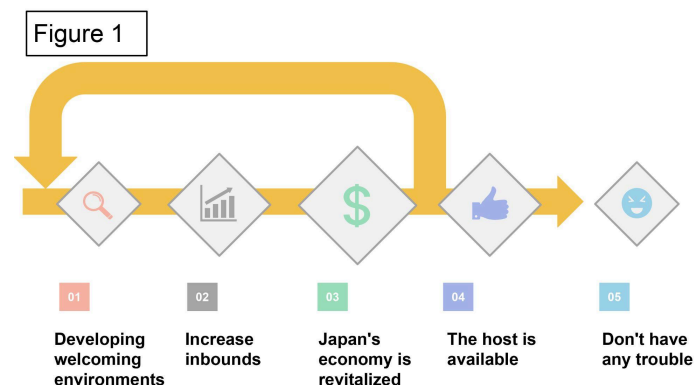 Figure 1
$
01
02
03
04
05
Developing
welcoming
environments
Increase
inbounds
Japan's
economy is
revitalized
The host is
available
Don't have
any trouble